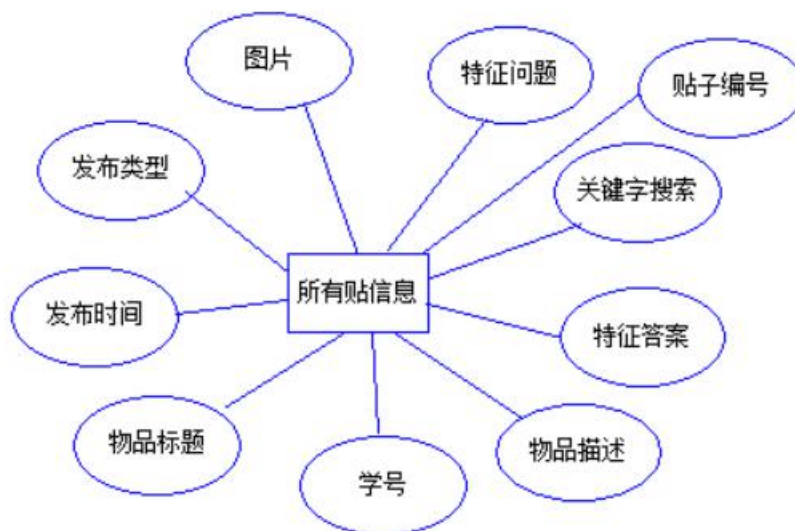 图片
特征问题
贴子编号
发布类型
关键字搜索
所有贴信息
发布时间
特征答案
物品标题
物品描述
学号